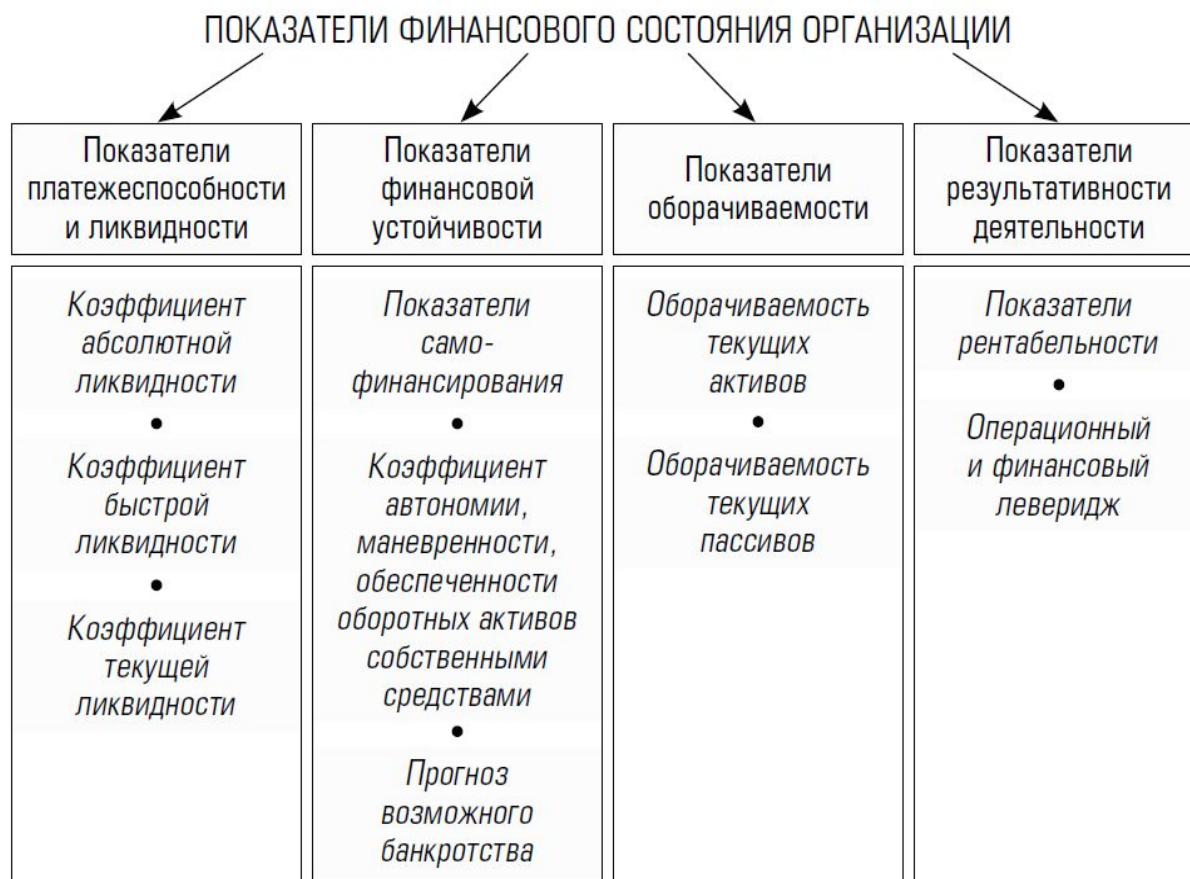 ПОКАЗАТЕЛИ ФИНАНСОВОГО СОСТОЯНИЯ ОРГАНИЗАЦИИ
Показатели
платежеспособности
и ликвидности
Коэффициент
абсолютной
ликвидности
•
Коэффициент
быстрой
ликвидности
•
Коэффициент
текущей
ликвидности
Показатели
финансовой
устойчивости
Показатели
само-
финансирования
•
Коэффициент
автономии,
маневренности,
обеспеченности
оборотных активов
собственными
средствами
•
Прогноз
возможного
банкротства
Показатели
оборачиваемости
Оборачиваемость
текущих
активов
•
Оборачиваемость
текущих
пассивов
Показатели
результативности
деятельности
Показатели
рентабельности
•
Операционный
и финансовый
леверидж